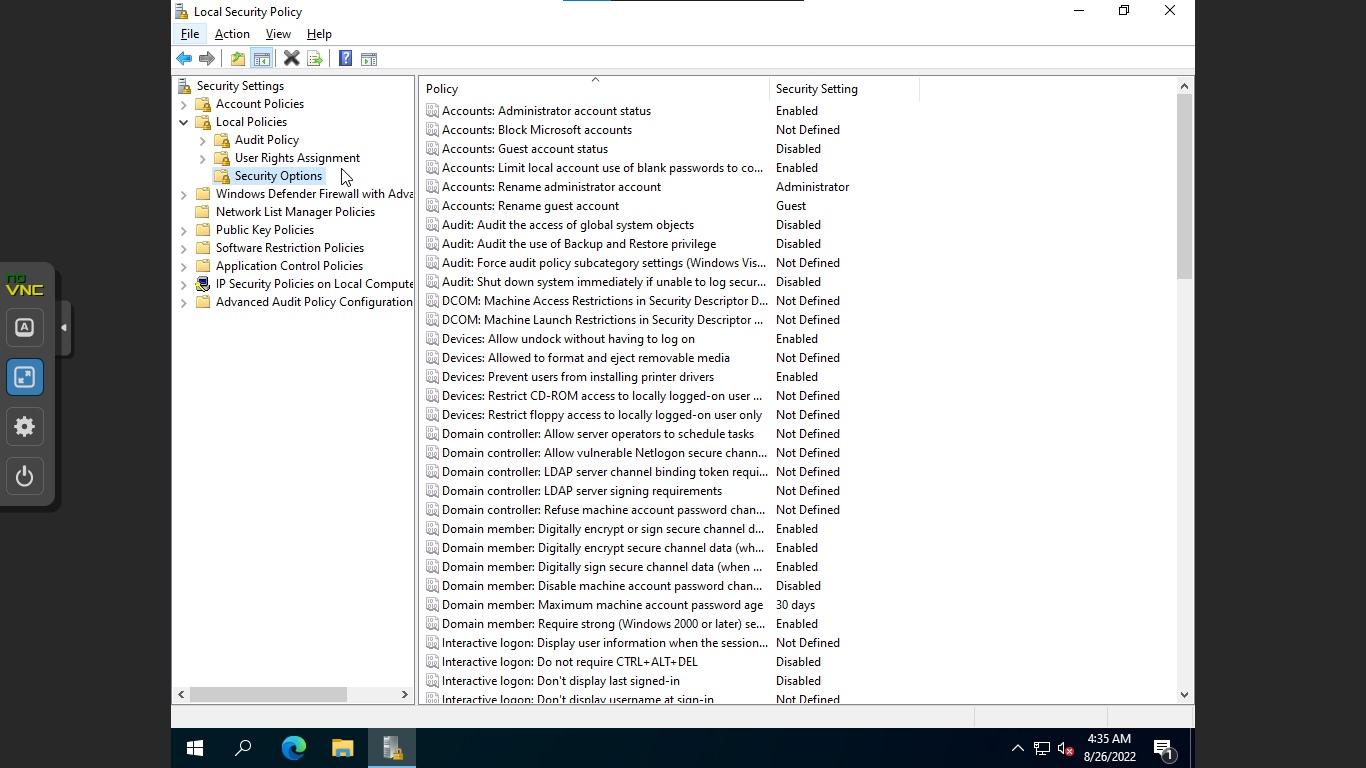 Local Security Policy
File Action View Help
Security Settings
Account Policies
Local Policies
Audit Policy
User Rights Assignment
Security Options
Windows Defender Firewall with Adva
Network List Manager Policies
Public Key Policies
Software Restriction Policies
Application Control Policies
IP Security Policies on Local Compute
Advanced Audit Policy Configuration
Policy Security Setting
Accounts: Administrator account status Enabled
Accounts: Block Microsoft accounts Not Defined
Accounts: Guest account status Disabled
Accounts: Limit local account use of blank passwords to co... Enabled
Accounts: Rename administrator account Administrator
Accounts: Rename guest account Guest
Audit: Audit the access of global system objects Disabled
Audit: Audit the use of Backup and Restore privilege Disabled
Audit: Force audit policy subcategory settings (Windows Vis... Not Defined
Audit: Shut down system immediately if unable to log secur... Disabled
DCOM: Machine Access Restrictions in Security Descriptor D... Not Defined
DCOM: Machine Launch Restrictions in Security Descriptor ... Not Defined
Devices: Allow undock without having to log on Enabled
Devices: Allowed to format and eject removable media Not Defined
Devices: Prevent users from installing printer drivers Enabled
Devices: Restrict CD-ROM access to locally logged-on user ... Not Defined
Devices: Restrict floppy access to locally logged-on user only Not Defined
Domain controller: Allow server operators to schedule tasks Not Defined
Domain controller: Allow vulnerable Netlogon secure chann... Not Defined
Domain controller: LDAP server channel binding token requi... Not Defined
Domain controller: LDAP server signing requirements Not Defined
Domain controller: Refuse machine account password chan... Not Defined
Domain member: Digitally encrypt or sign secure channel d... Enabled
Domain member: Digitally encrypt secure channel data (wh... Enabled
Domain member: Digitally sign secure channel data (when ... Enabled
Domain member: Disable machine account password chan... Disabled
Domain member: Maximum machine account password age 30 days
Domain member: Require strong (Windows 2000 or later) se... Enabled
Interactive logon: Display user information when the session... Not Defined
Interactive logon: Do not require CTRL+ALT+DEL Disabled
Interactive logon: Don't display last signed-in Disabled
Interactive logon: Don't display username at sign-in Not Defined
no
VNC
A
4:35 AM
8/26/2022
1